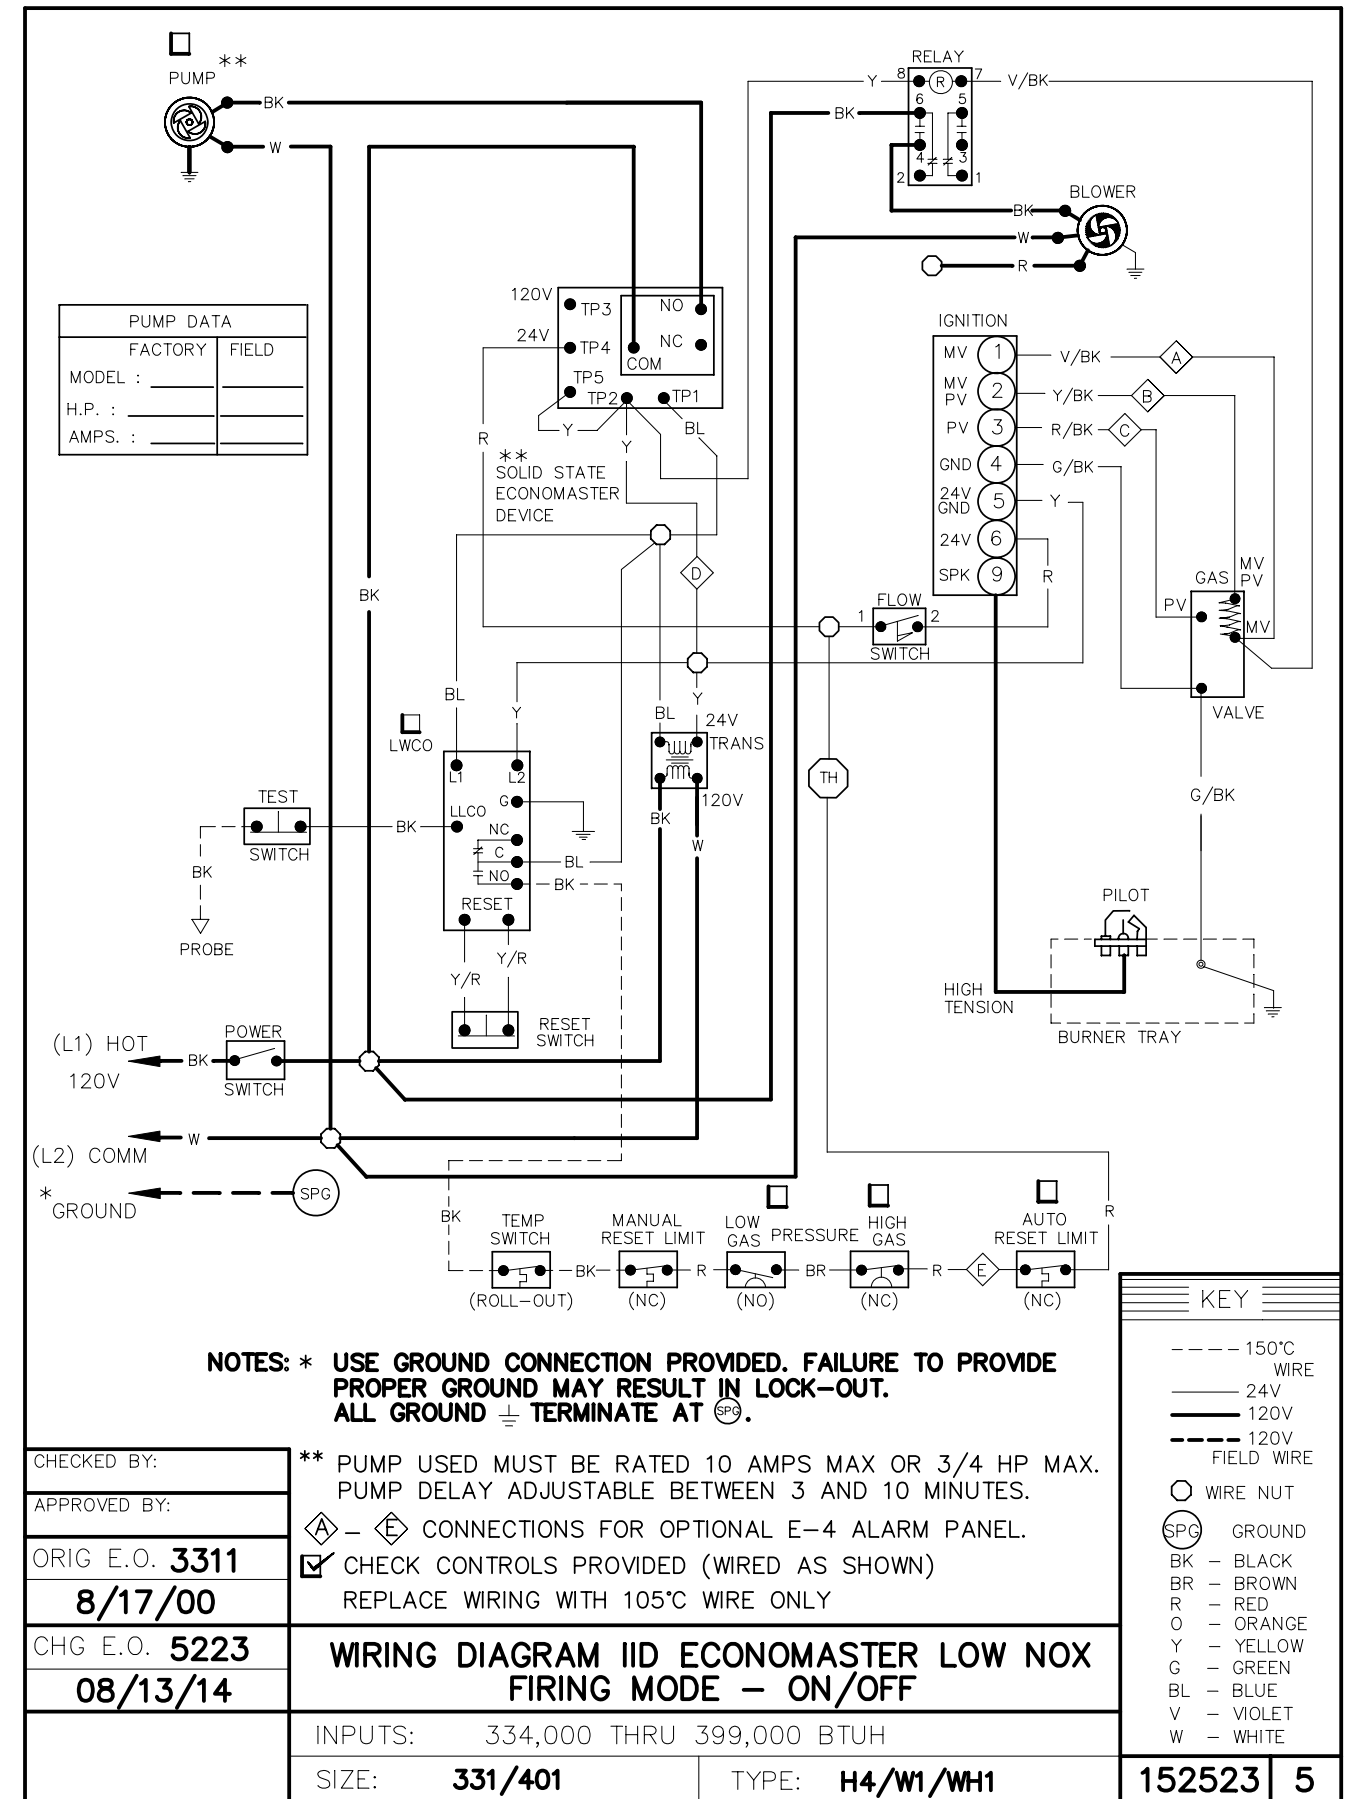 PUMP **
BK
W
RELAY
Y
8
R
7
V/BK
6
5
BK
4
3
2
1
BLOWER
BK
W
R
PUMP DATA
FACTORY FIELD
MODEL :
H.P. :
AMPS. :
120V
TP3
NO
24V
TP4
NC
COM
TP5
TP2
TP1
Y
Y
BL
R
**
SOLID STATE
ECONOMASTER
DEVICE
IGNITION
MV 1 V/BK A
MV
PV 2 Y/BK B
PV 3 R/BK C
GND 4 G/BK
24V
GND 5 Y
24V 6
R
SPK 9
D
BK
FLOW
1 2
SWITCH
GAS
MV
PV
PV
MV
VALVE
BL
Y
BL
Y
24V
TRANS
120V
BK
W
LWCO
L1
L2
G
LLCO
NC
C
NO
RESET
BL
BK
TEST
SWITCH
BK
BK
PROBE
Y/R
Y/R
RESET
SWITCH
TH
G/BK
PILOT
HIGH
TENSION
BURNER TRAY
(L1) HOT
120V
BK
POWER
SWITCH
W
(L2) COMM
*
GROUND
SPG
BK
R
TEMP
SWITCH
(ROLL-OUT)
BK
MANUAL
RESET LIMIT
(NC)
R
LOW
GAS
PRESSURE
(NO)
BR
HIGH
GAS
(NC)
R
E
AUTO
RESET LIMIT
(NC)
KEY
150°C
WIRE
24V
120V
120V
FIELD WIRE
WIRE NUT
SPG GROUND
BK - BLACK
BR - BROWN
R - RED
O - ORANGE
Y - YELLOW
G - GREEN
BL - BLUE
V - VIOLET
W - WHITE
NOTES: * USE GROUND CONNECTION PROVIDED. FAILURE TO PROVIDE
PROPER GROUND MAY RESULT IN LOCK-OUT.
ALL GROUND TERMINATE AT SPG.
** PUMP USED MUST BE RATED 10 AMPS MAX OR 3/4 HP MAX.
PUMP DELAY ADJUSTABLE BETWEEN 3 AND 10 MINUTES.
A - E CONNECTIONS FOR OPTIONAL E-4 ALARM PANEL.
CHECK CONTROLS PROVIDED (WIRED AS SHOWN)
REPLACE WIRING WITH 105°C WIRE ONLY
CHECKED BY:
APPROVED BY:
ORIG E.O. 3311
8/17/00
CHG E.O. 5223
08/13/14
WIRING DIAGRAM IID ECONOMASTER LOW NOX
FIRING MODE - ON/OFF
INPUTS: 334,000 THRU 399,000 BTUH
SIZE: 331/401
TYPE: H4/W1/WH1
152523 5